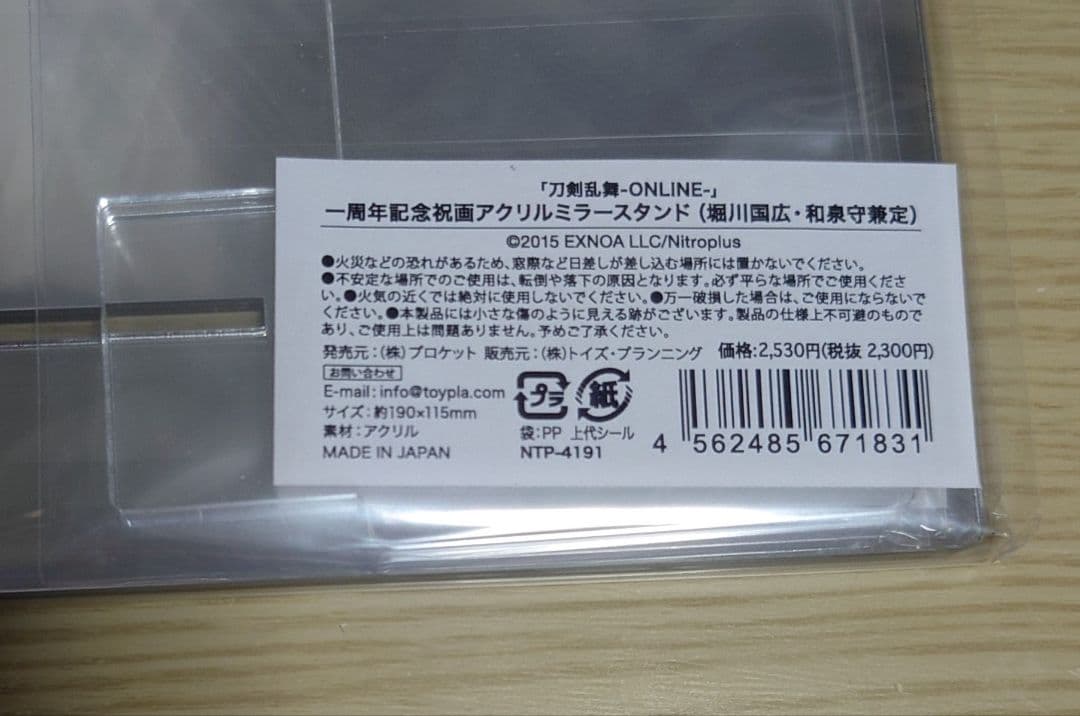 「刀剣乱舞-ONLINE-」
一周年記念祝画アクリルミラースタンド（堀川国広・和泉守兼定）
©2015 EXNOA LLC/Nitroplus
●火災などの恐れがあるため、窓際など日差しが差し込む場所には置かないでください。
●不安定な場所でのご使用は、転倒や落下の原因となります。必ず平らな場所でご使用くださ
い。●火気の近くでは絶対に使用しないでください。●万一破損した場合は、ご使用にならないで
ください。●本製品には小さな傷のように見える跡がございます。製品の仕様上不可避のもので
あり、ご使用上は問題ありません。予めご了承ください。
発売元：（株）ブロケット 販売元：（株）トイズ・プランニング 価格：2,530円（税抜 2,300円）
お問い合わせ
E-mail：info@toypla.com
サイズ：約190×115mm
素材：アクリル
MADE IN JAPAN
プラ 紙
袋：PP 上代シール
NTP-4191
4 562485 671831